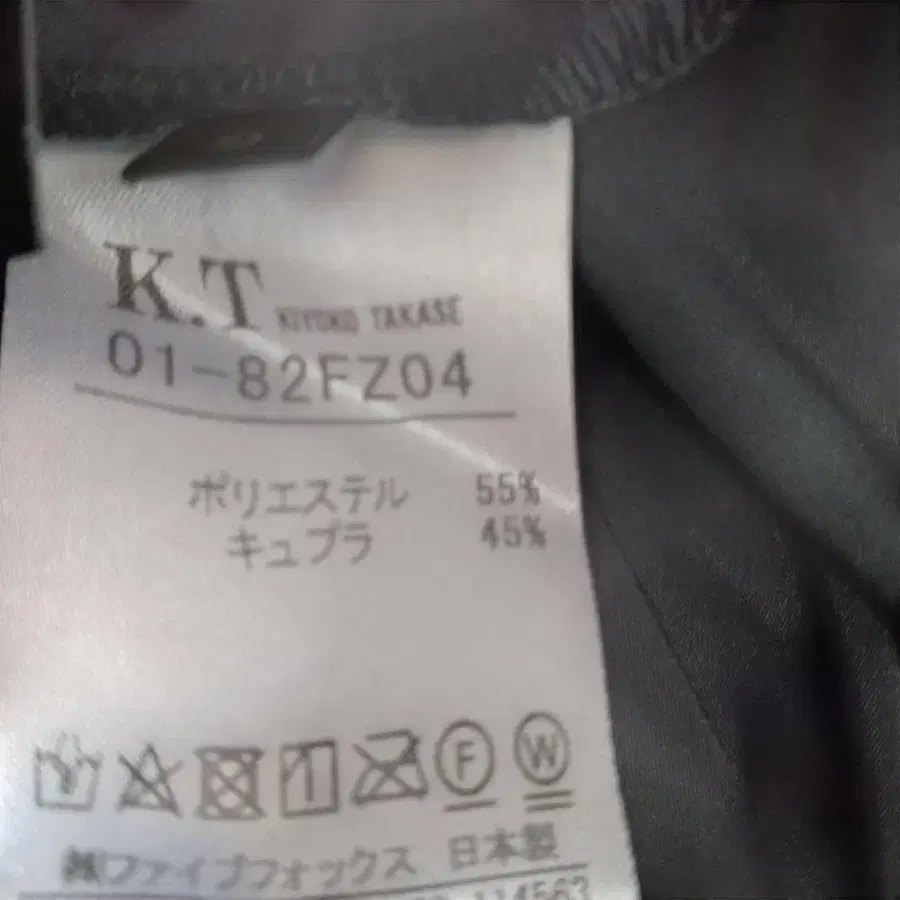 K.T KIYOKO TAKASE
01-82FZ04
ポリエステル 55%
キュプラ 45%
F W
㈱ファイブフォックス 日本製
114563